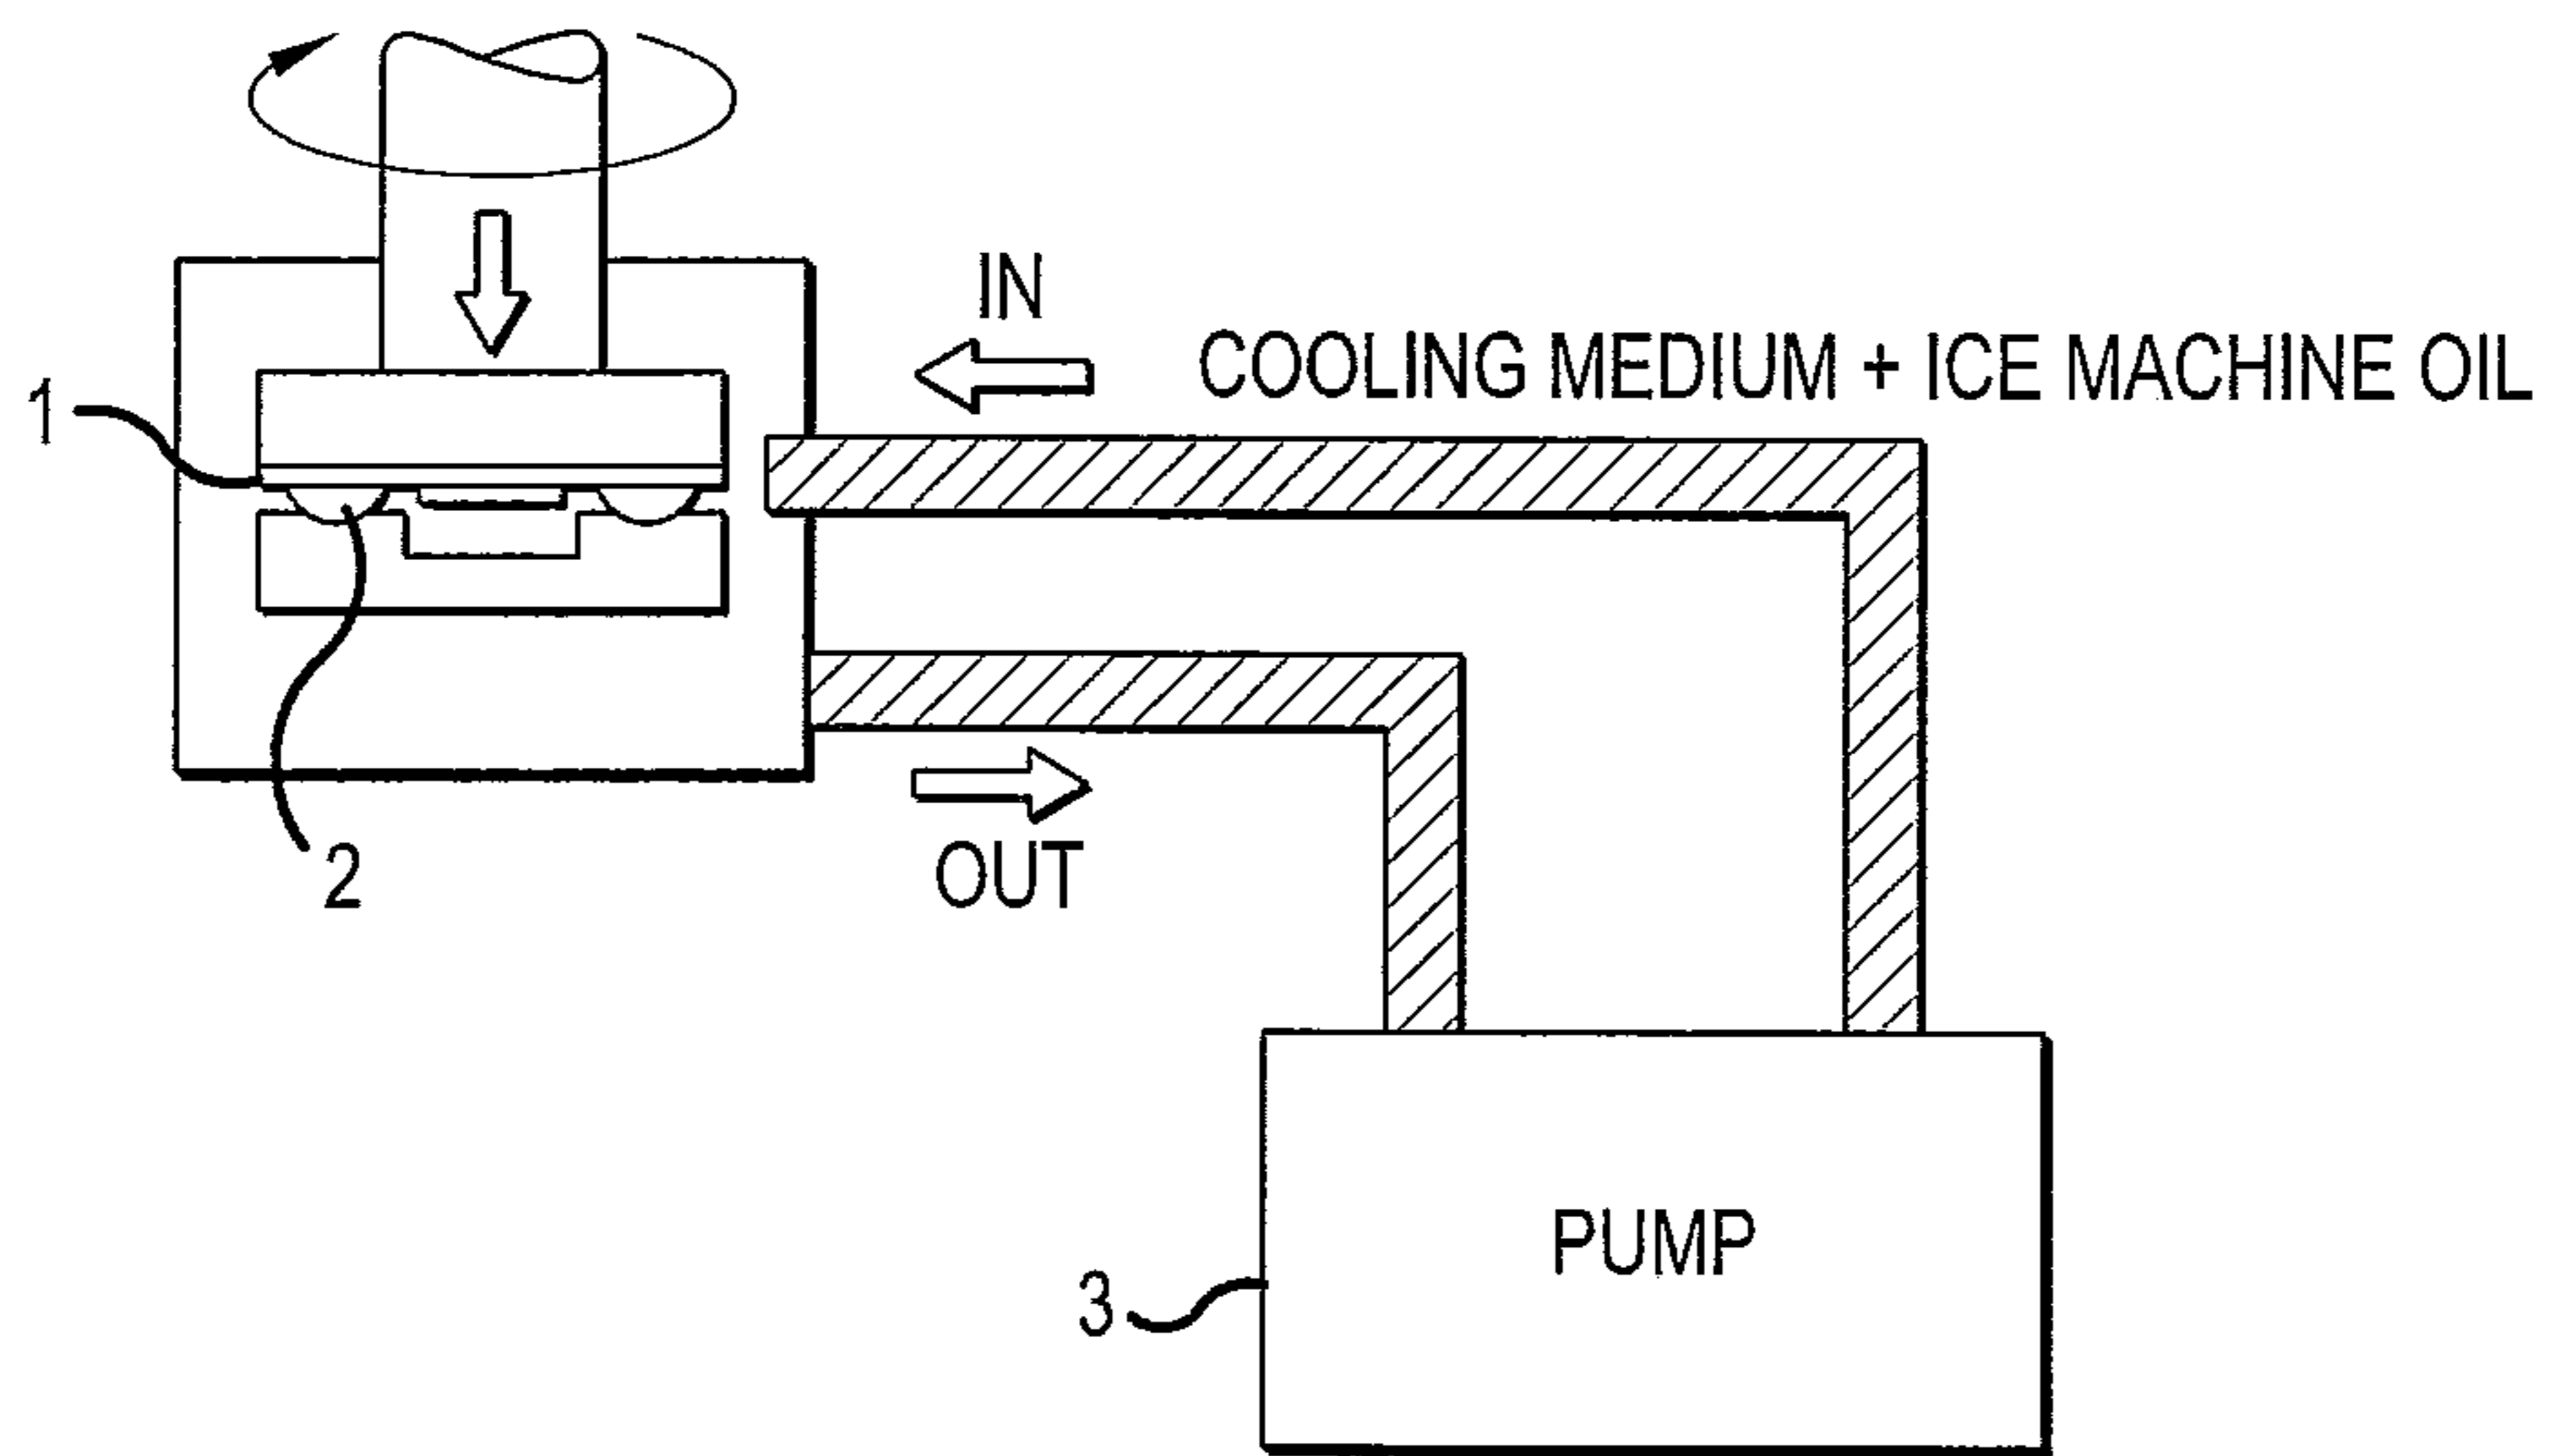 IN
COOLING MEDIUM + ICE MACHINE OIL
1
2
OUT
PUMP
3